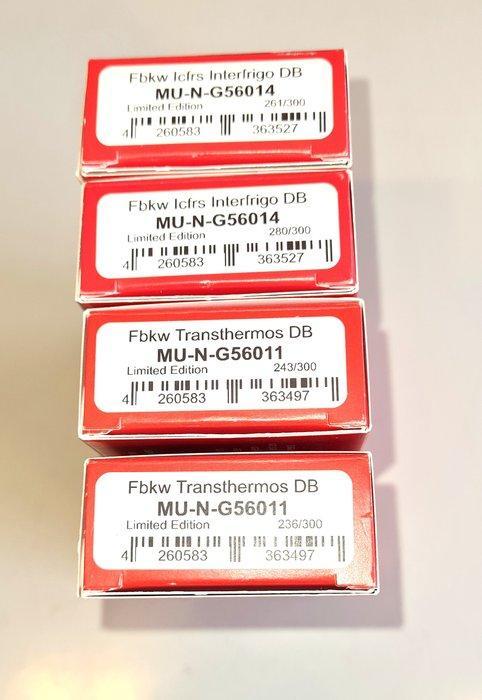 Fbkw Icfrs Interfrigo DB
MU-N-G56014
Limited Edition 261/300
4 260583 363527
Fbkw Icfrs Interfrigo DB
MU-N-G56014
Limited Edition 280/300
4 260583 363527
Fbkw Transthermos DB
MU-N-G56011
Limited Edition 243/300
4 260583 363497
Fbkw Transthermos DB
MU-N-G56011
Limited Edition 236/300
4 260583 363497